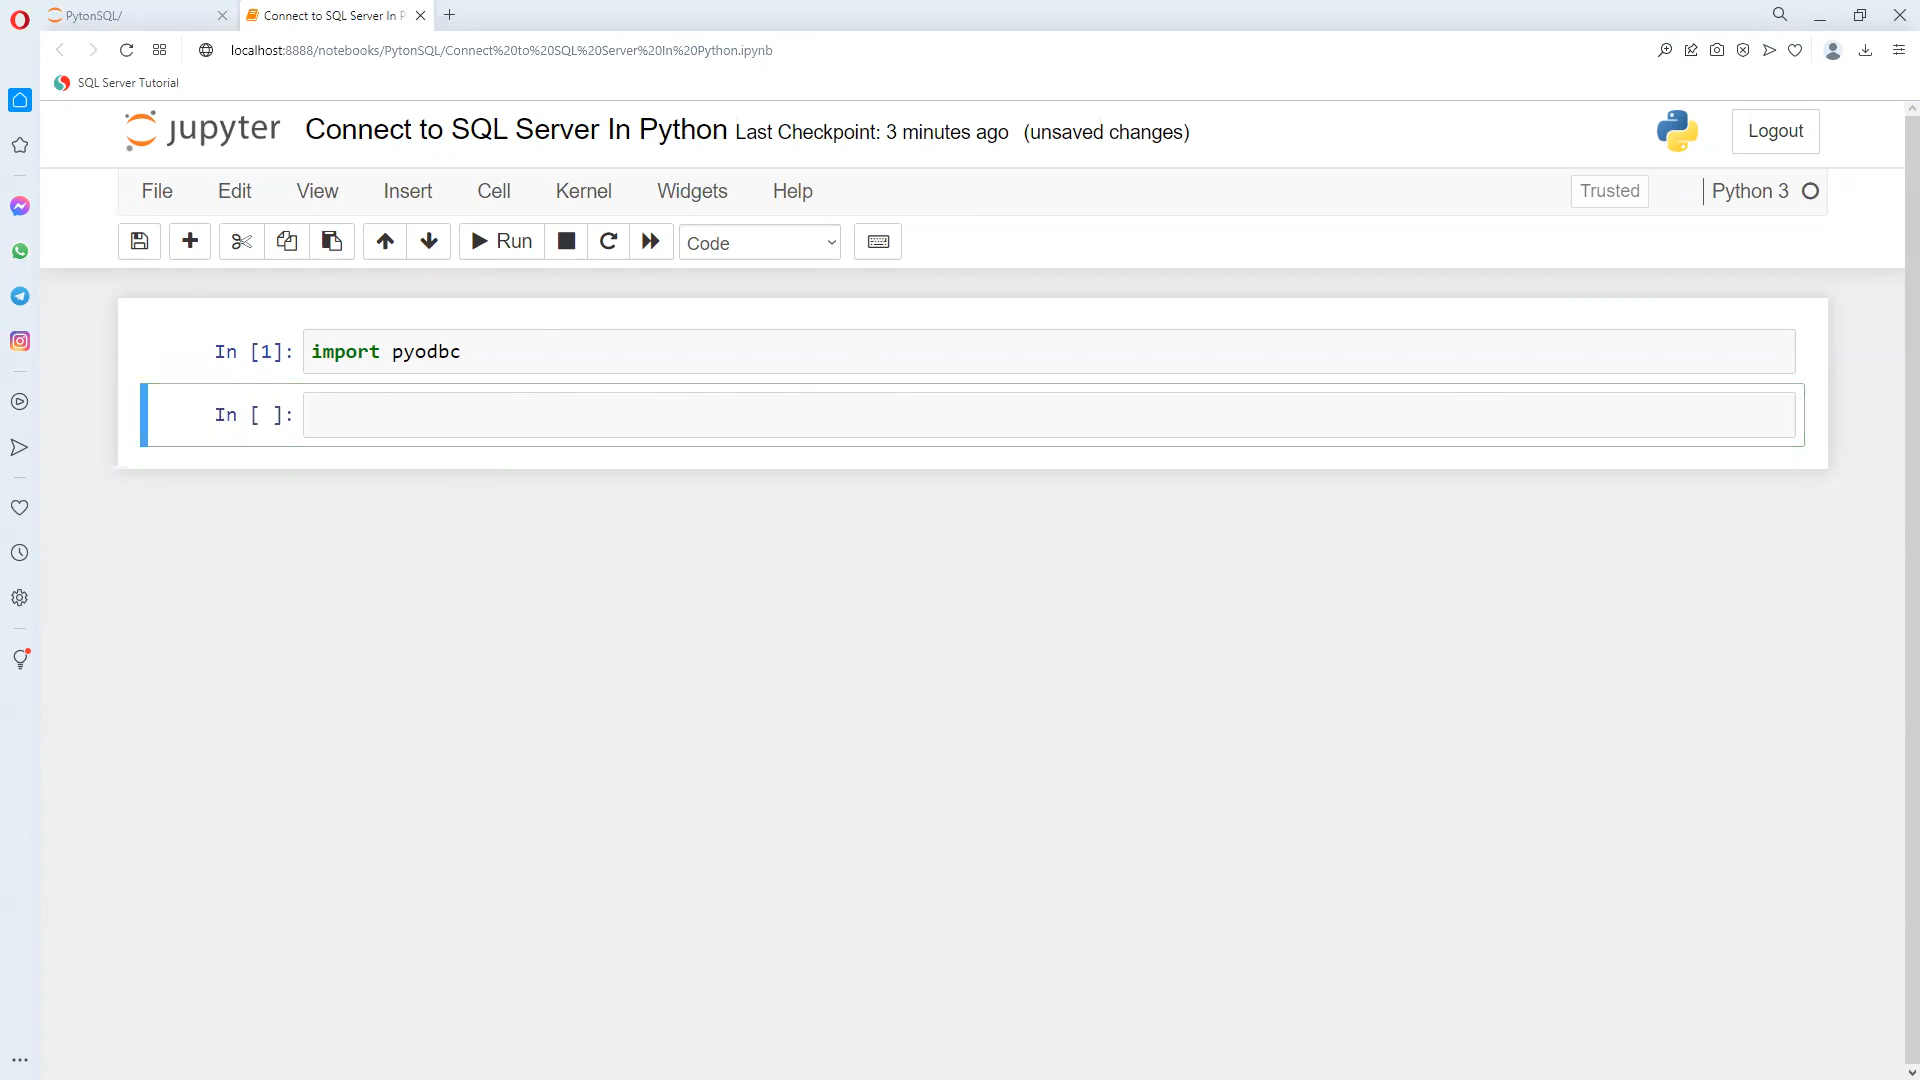 PytonSQL/
Connect to SQL Server In P
localhost:8888/notebooks/PytonSQL/Connect%20to%20SQL%20Server%20In%20Python.ipynb
SQL Server Tutorial
jupyter Connect to SQL Server In Python Last Checkpoint: 3 minutes ago (unsaved changes)
Logout
File Edit View Insert Cell Kernel Widgets Help
Trusted
Python 3
Run
Code
In [1]: import pyodbc
In [ ]: